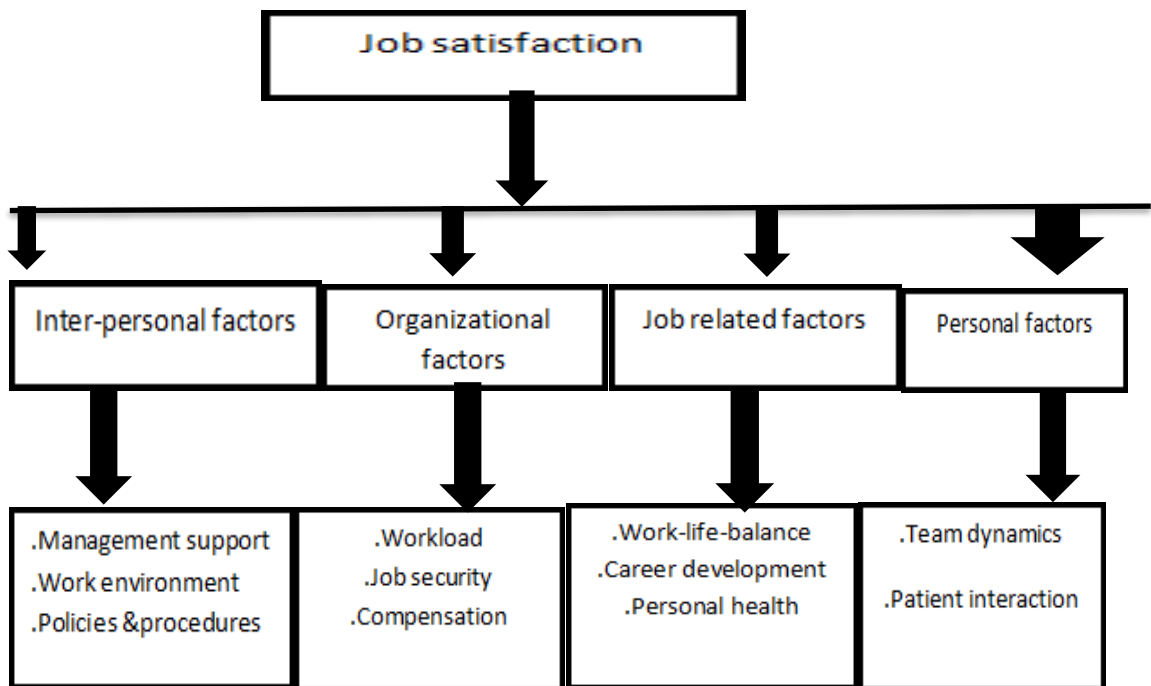 Job satisfaction
Inter-personal factors
Organizational
factors
Job related factors
Personal factors
.Management support
.Work environment
.Policies &procedures
.Workload
.Job security
.Compensation
.Work-life-balance
.Career development
.Personal health
.Team dynamics
.Patient interaction